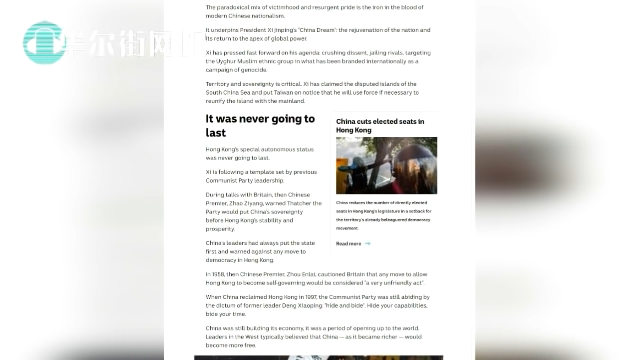 华尔街网
The paradoxical mix of victimhood and resurgent pride is the iron in the blood of
modern Chinese nationalism.
It underpins President Xi Jinping's "China Dream": the rejuvenation of the nation and
its return to the apex of global power.
Xi has pressed fast forward on his agenda: crushing dissent, jailing rivals, targeting
the Uyghur Muslim ethnic group in what has been branded internationally as a
campaign of genocide.
Territory and sovereignty is critical. Xi has claimed the disputed islands of the
South China Sea and put Taiwan on notice that he will use force if necessary to
reunify the island with the mainland.
It was never going to
last
Hong Kong's special autonomous status
was never going to last.
Xi is following a template set by previous
Communist Party leadership.
During talks with Britain, then Chinese
Premier, Zhao Ziyang, warned Thatcher the
Party would put China's sovereignty
before Hong Kong's stability and
prosperity.
China's leaders had always put the state
first and warned against any move to
democracy in Hong Kong.
China cuts elected seats in
Hong Kong
China reduces the number of directly elected
seats in Hong Kong's legislature in a setback for
the territory's already beleaguered democracy
movement.
Read more →
In 1958, then Chinese Premier, Zhou Enlai, cautioned Britain that any move to allow
Hong Kong to become self-governing would be considered "a very unfriendly act".
When China reclaimed Hong Kong in 1997, the Communist Party was still abiding by
the dictum of former leader Deng Xiaoping: "hide and bide". Hide your capabilities,
bide your time.
China was still building its economy, it was a period of opening up to the world.
Leaders in the West typically believed that China — as it became richer — would
become more free.